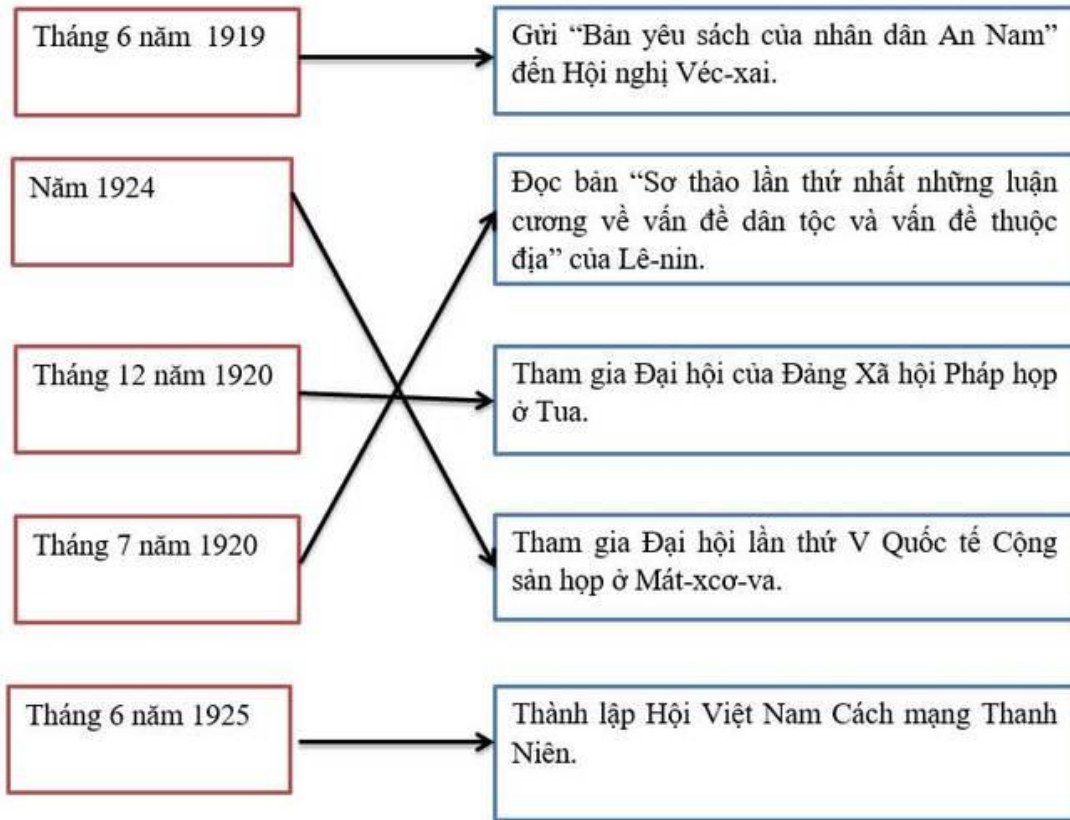 Tháng 6 năm 1919
Gửi “Bản yêu sách của nhân dân An Nam”
đến Hội nghị Véc-xai.
Năm 1924
Đọc bản “Sơ thảo lần thứ nhất những luận
cương về vấn đề dân tộc và vấn đề thuộc
địa” của Lê-nin.
Tháng 12 năm 1920
Tham gia Đại hội của Đảng Xã hội Pháp họp
ở Tua.
Tháng 7 năm 1920
Tham gia Đại hội lần thứ V Quốc tế Cộng
sản họp ở Mát-xcơ-va.
Tháng 6 năm 1925
Thành lập Hội Việt Nam Cách mạng Thanh
Niên.